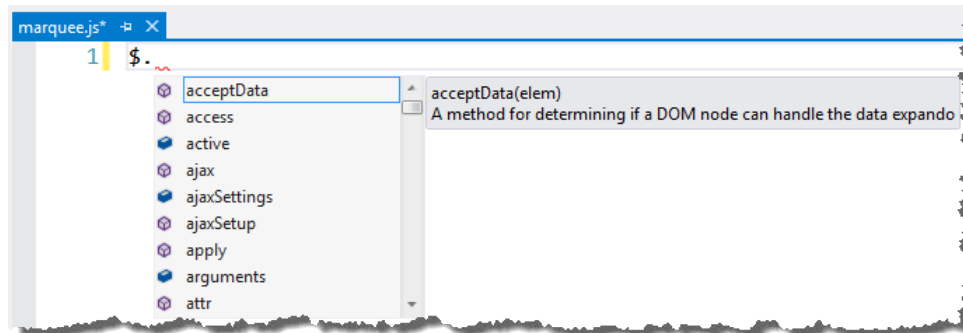 marquee.js*
1 $.
acceptData
access
active
ajax
ajaxSettings
ajaxSetup
apply
arguments
attr
acceptData(elem)
A method for determining if a DOM node can handle the data expando